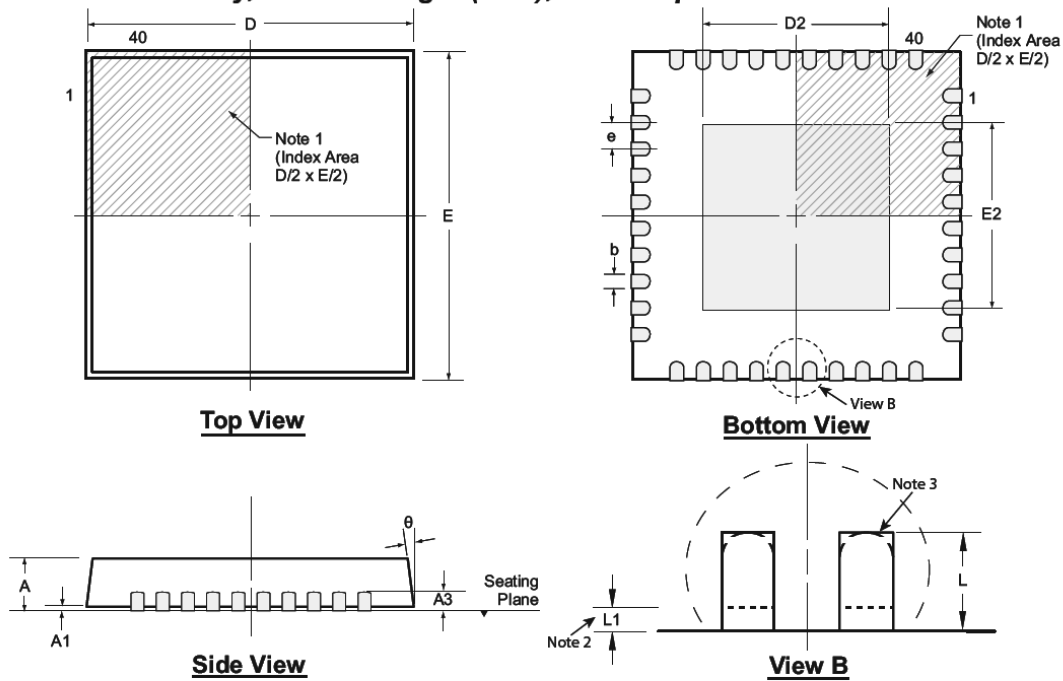 D
40
1
Note 1
(Index Area
D/2 x E/2)
E
Top View
D2
40
Note 1
(Index Area
D/2 x E/2)
1
e
b
E2
View B
Bottom View
θ
A
A1
A3
Seating
Plane
Side View
Note 3
L
L1
Note 2
View B